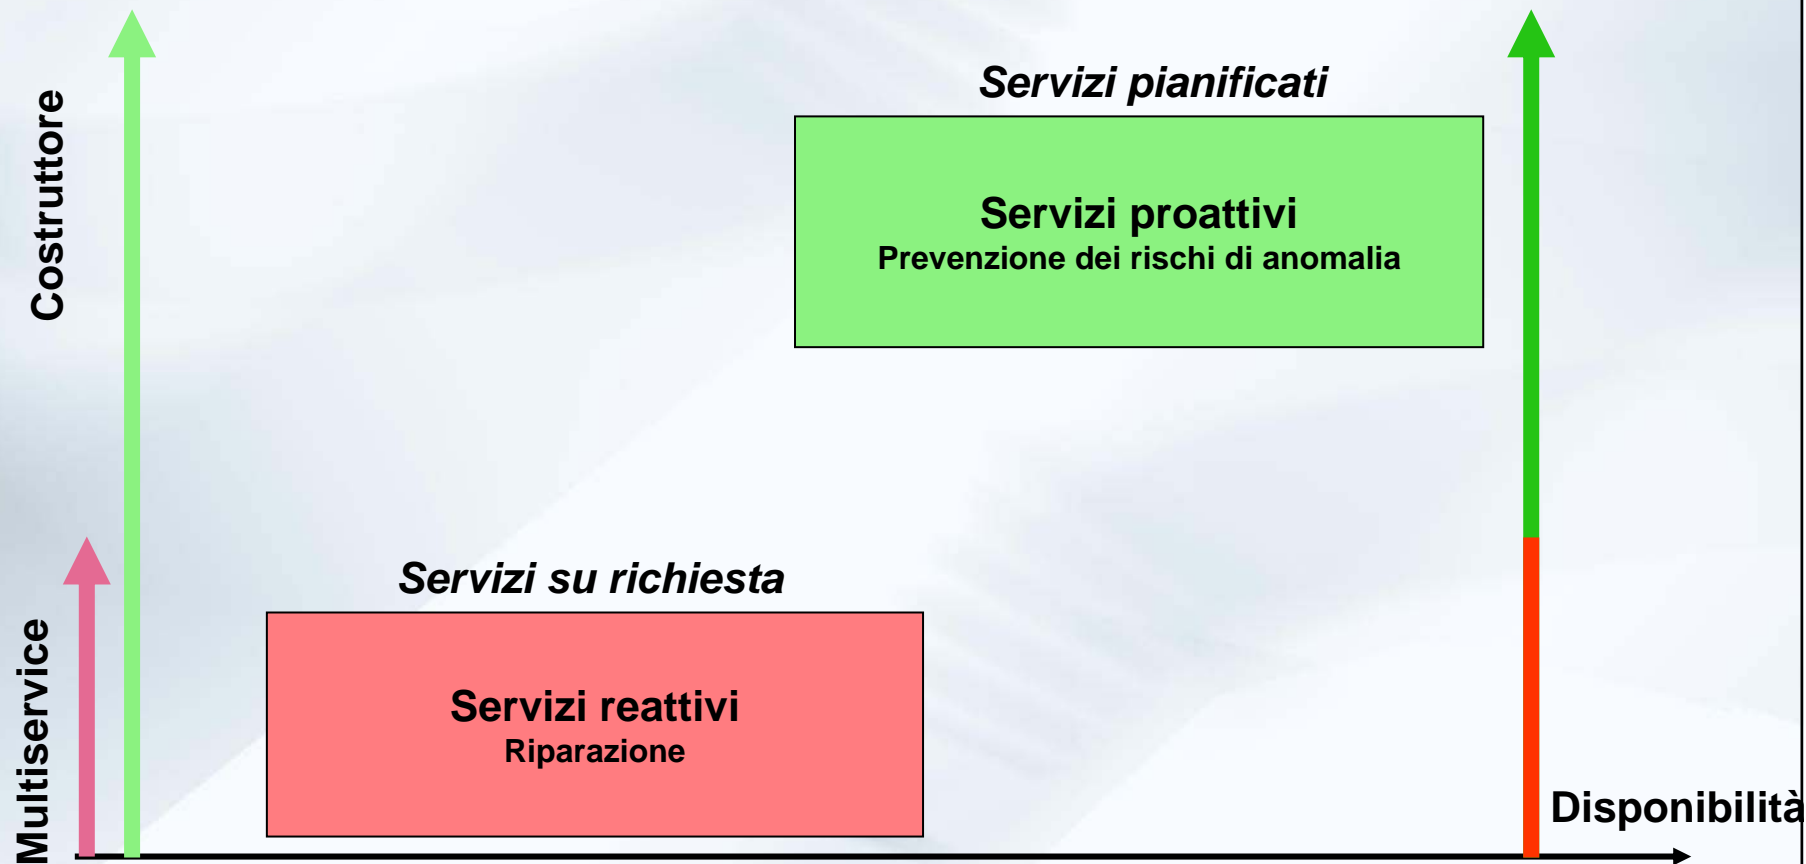 Costruttore
Servizi pianificati
Servizi proattivi
Prevenzione dei rischi di anomalia
Servizi su richiesta
Multiservice
Servizi reattivi
Riparazione
Disponibilità